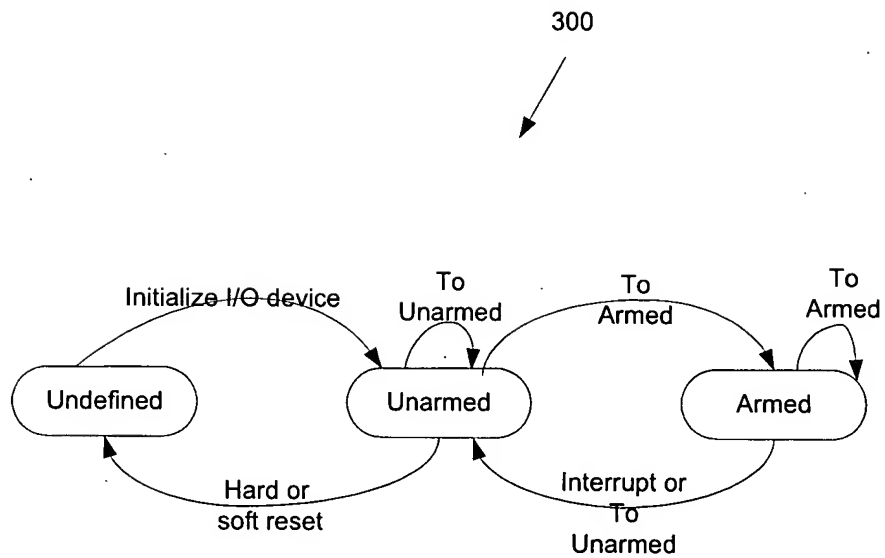 300
Initialize I/O device
To
Unarmed
To
Armed
To
Armed
Undefined
Unarmed
Armed
Hard or
soft reset
Interrupt or
To
Unarmed